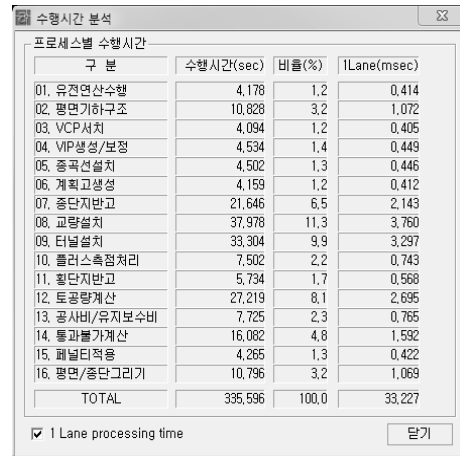 수행시간 분석
프로세스별 수행시간
구 분 수행시간(sec) 비율(%) 1Lane(msec)
01. 유전연산수행 4,178 1,2 0,414
02. 평면기하구조 10,828 3,2 1,072
03. VCP서치 4,094 1,2 0,405
04. VIP생성/보정 4,534 1,4 0,449
05. 종곡선설치 4,502 1,3 0,446
06. 계획고생성 4,159 1,2 0,412
07. 종단지반고 21,646 6,5 2,143
08. 교량설치 37,978 11,3 3,760
09. 터널설치 33,304 9,9 3,297
10. 플러스측점처리 7,502 2,2 0,743
11. 횡단지반고 5,734 1,7 0,568
12. 토공량계산 27,219 8,1 2,695
13. 공사비/유지보수비 7,725 2,3 0,765
14. 통과불가계산 16,082 4,8 1,592
15. 페널티적용 4,265 1,3 0,422
16. 평면/종단그리기 10,796 3,2 1,069
TOTAL 335,596 100,0 33,227
1 Lane processing time 닫기